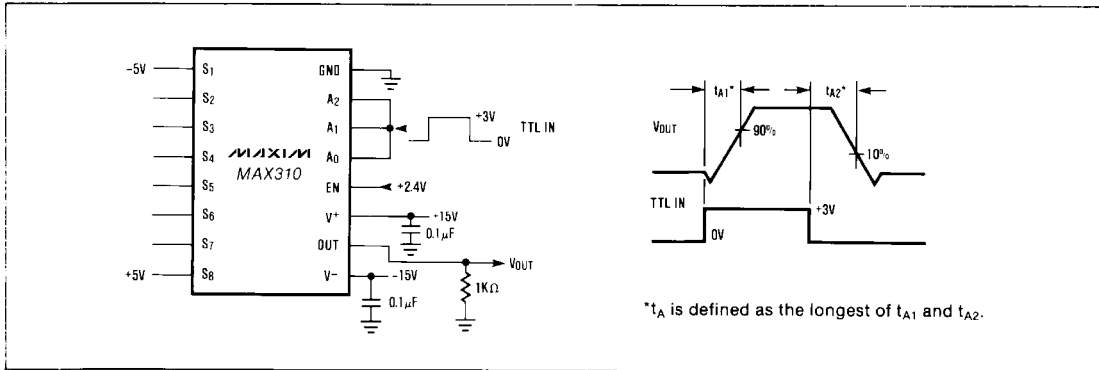 -5V
S1
S2
S3
S4
S5
S6
S7
+5V
S8
MAXIM
MAX310
GND
A2
A1
A0
EN
V+
OUT
V-
+3V
0V
TTL IN
+2.4V
+15V
0.1µF
VOUT
-15V
0.1µF
1KΩ
tA1*
tA2*
VOUT
90%
10%
TTL IN
+3V
0V
*tA is defined as the longest of tA1 and tA2.